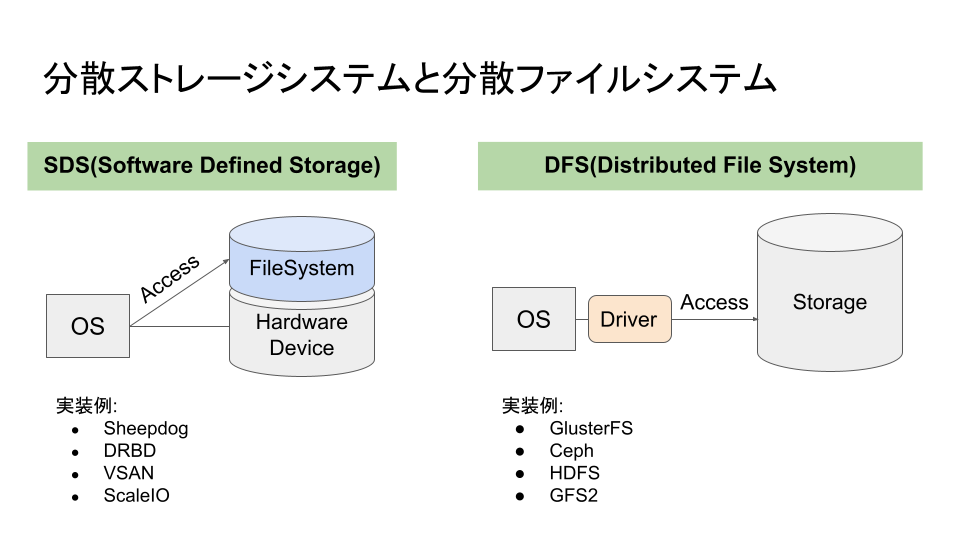 分散ストレージシステムと分散ファイルシステム
SDS(Software Defined Storage)
OS
Access
FileSystem
Hardware
Device
実装例:
● Sheepdog
● DRBD
● VSAN
● ScaleIO
DFS(Distributed File System)
OS
Driver
Access
Storage
実装例:
● GlusterFS
● Ceph
● HDFS
● GFS2